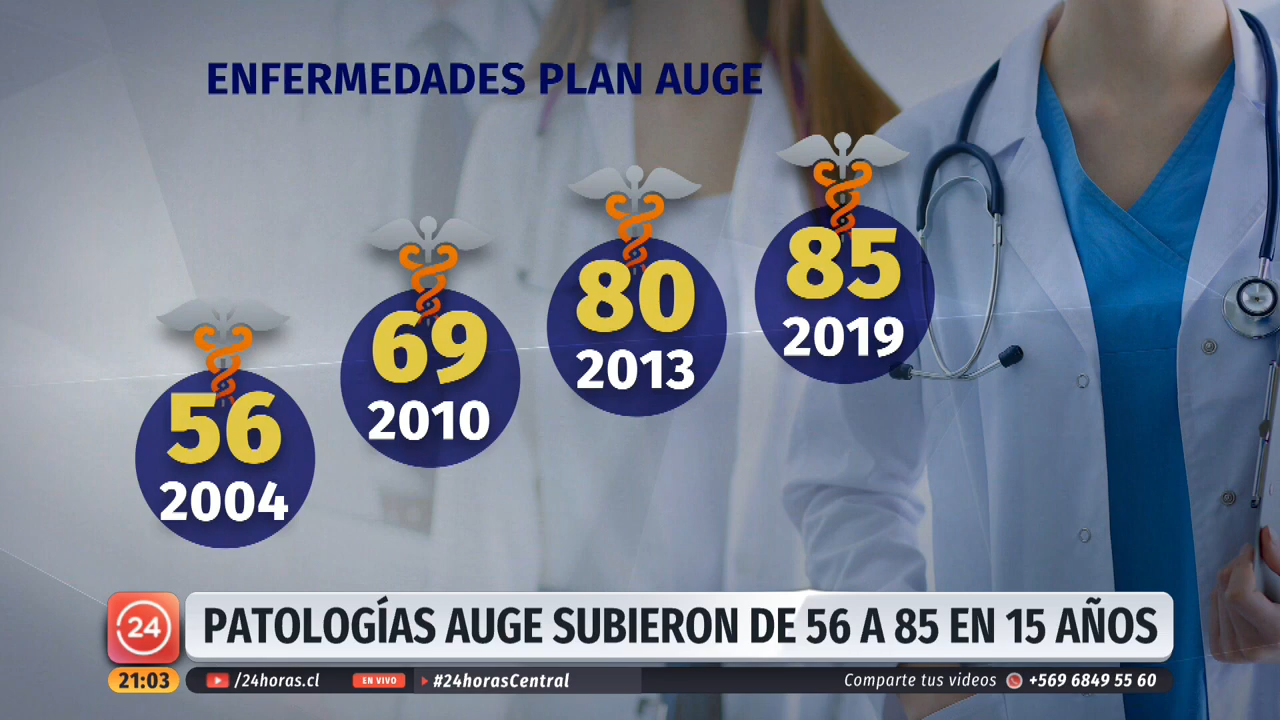 ENFERMEDADES PLAN AUGE
56
2004
69
2010
80
2013
85
2019
24
PATOLOGÍAS AUGE SUBIERON DE 56 A 85 EN 15 AÑOS
21:03
/24horas.cl
EN VIVO
#24horasCentral
Comparte tus videos
+569 6849 55 60